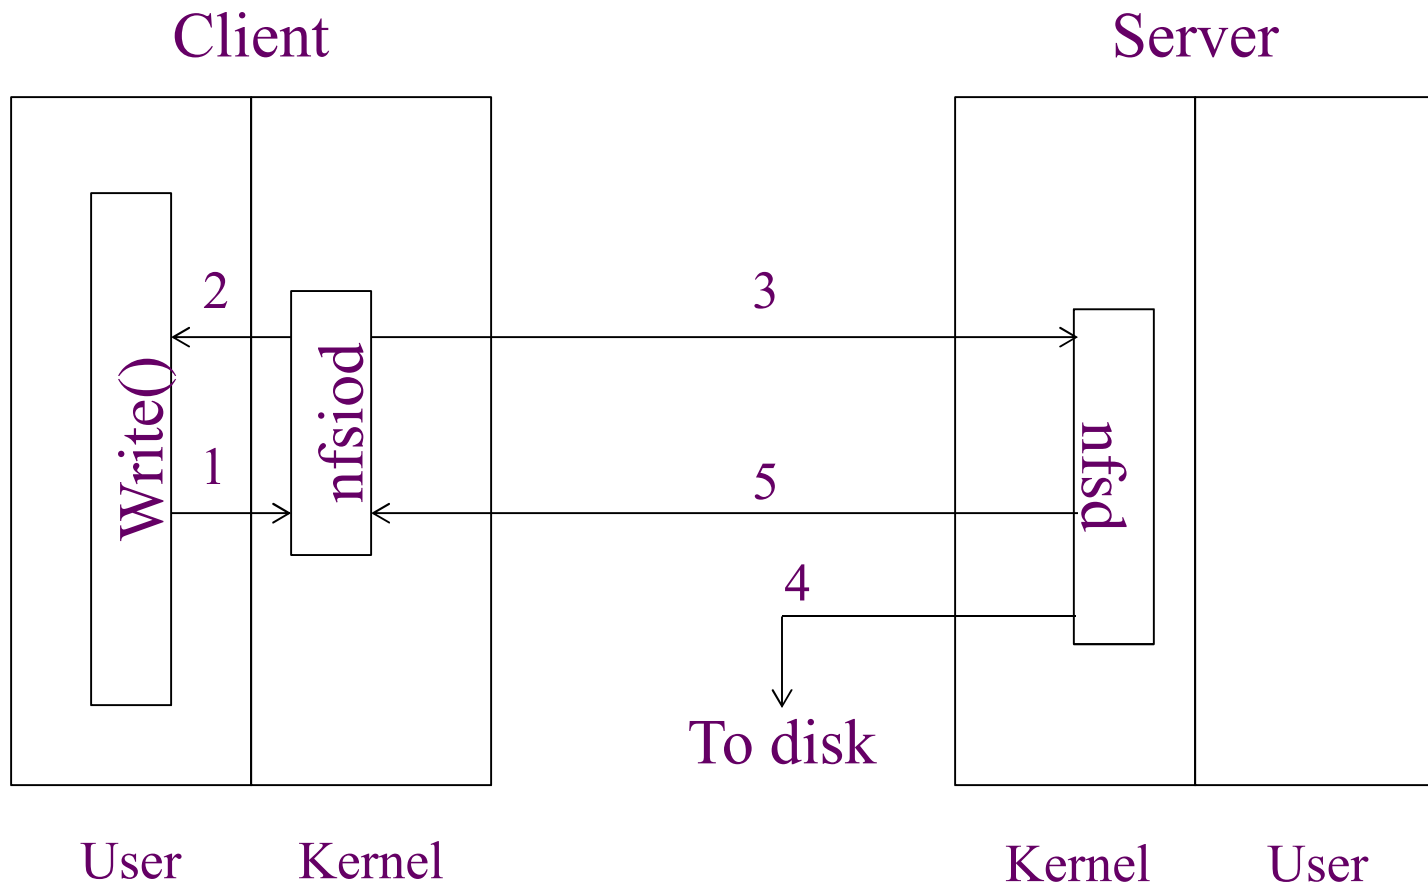 Client
Server
2
3
Write()
nfsiod
nfsd
1
5
4
To disk
User
Kernel
Kernel
User